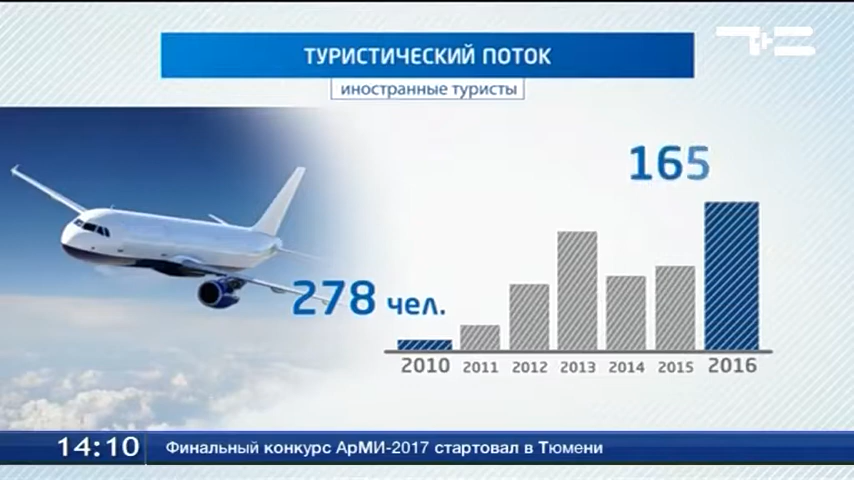 Т+С
ТУРИСТИЧЕСКИЙ ПОТОК
иностранные туристы
165
278 чел.
2010 2011 2012 2013 2014 2015 2016
14:10 Финальный конкурс АрМИ-2017 стартовал в Тюмени